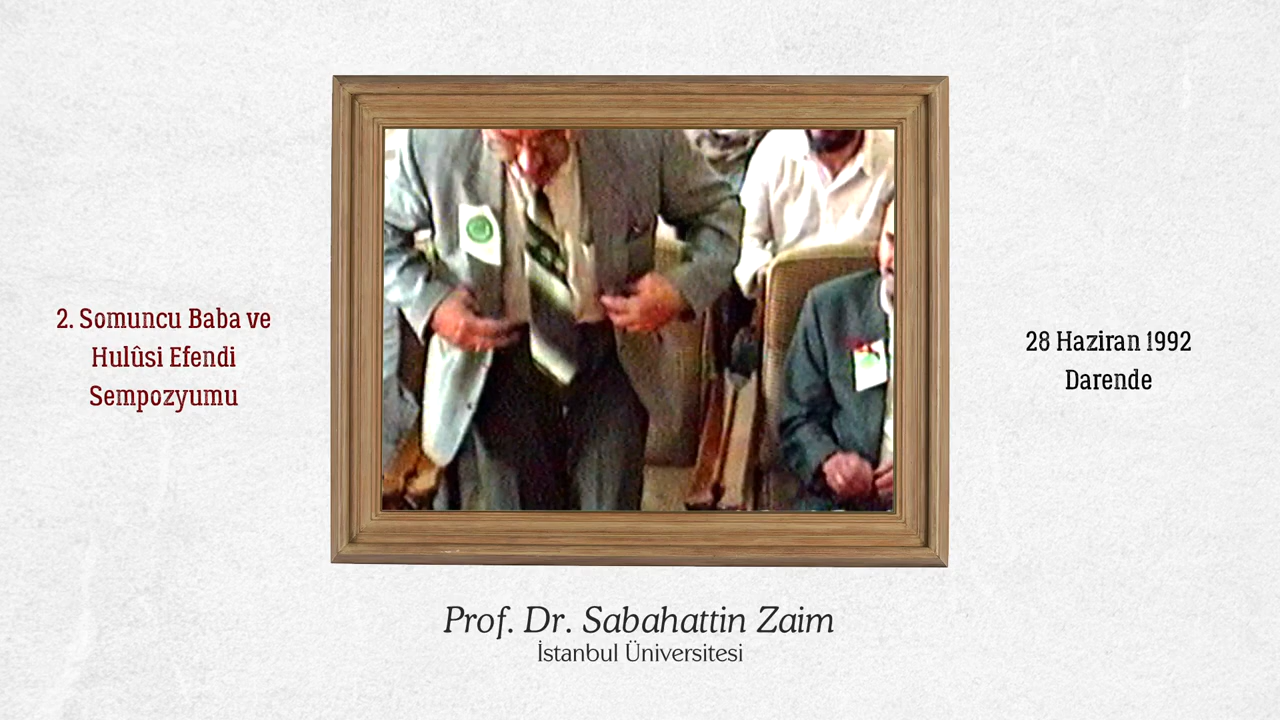 2. Somuncu Baba ve
Hulûsi Efendi
Sempozyumu
28 Haziran 1992
Darende
Prof. Dr. Sabahattin Zaim
İstanbul Üniversitesi